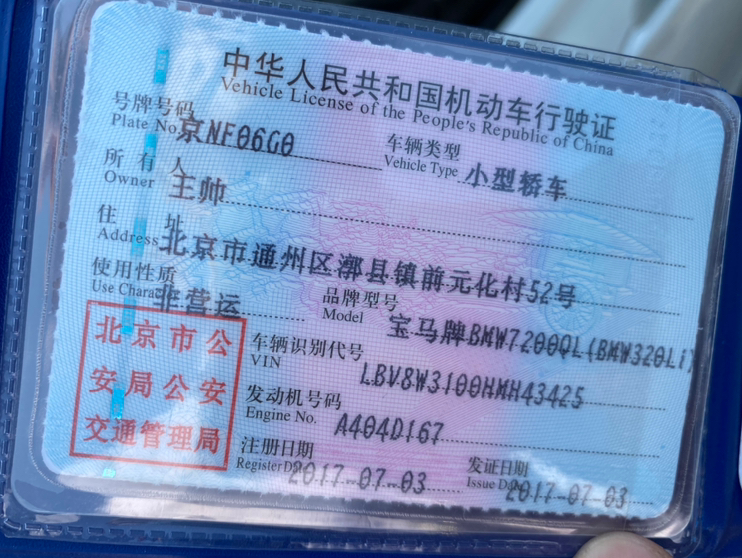 中华人民共和国机动车行驶证
Vehicle License of the People's Republic of China
号牌号码 京NF06G0 车辆类型 小型轿车
Plate No. Vehicle Type
所有人 王帅
Owner
住址 北京市通州区漷县镇前元化村52号
Address
使用性质 非营运 品牌型号 宝马牌BMW7200QL(BMW320Li)
Use Character Model
北京市公
安局公安
交通管理局
车辆识别代号 LBV8W3100HMH43425
VIN
发动机号码 A404D167
Engine No.
注册日期 2017-07-03 发证日期 2017-07-03
Register Date Issue Date